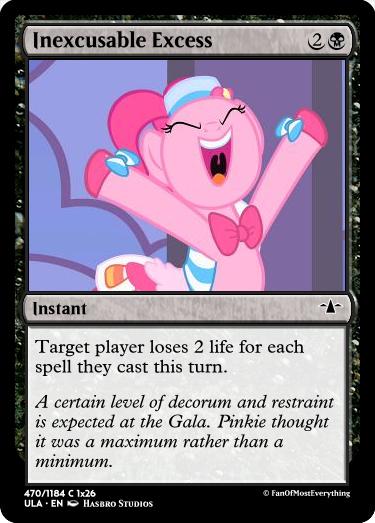 Inexcusable Excess 2
Instant
Target player loses 2 life for each
spell they cast this turn.
A certain level of decorum and restraint
is expected at the Gala. Pinkie thought
it was a maximum rather than a
minimum.
470/1184 C 1x26
ULA · EN Hasbro Studios © FanOfMostEverything